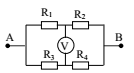 R₁ R₂
A V B
R₃ R₄